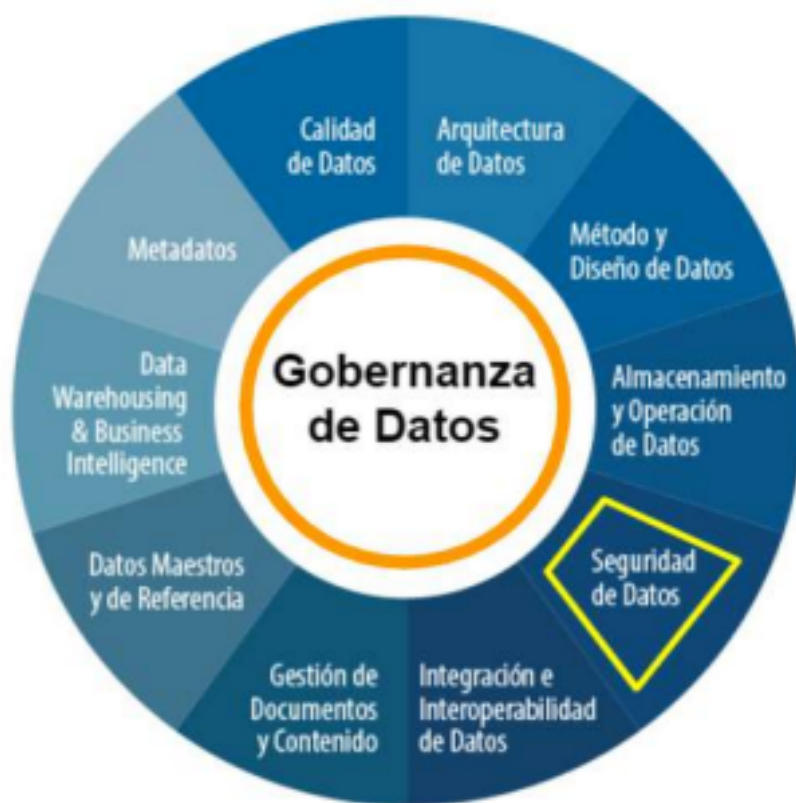 Calidad
de Datos
Arquitectura
de Datos
Método y
Diseño de Datos
Almacenamiento
y Operación
de Datos
Seguridad
de Datos
Integración e
Interoperabilidad
de Datos
Gestión de
Documentos
y Contenido
Datos Maestros
y de Referencia
Data
Warehousing
& Business
Intelligence
Metadatos
Gobernanza
de Datos